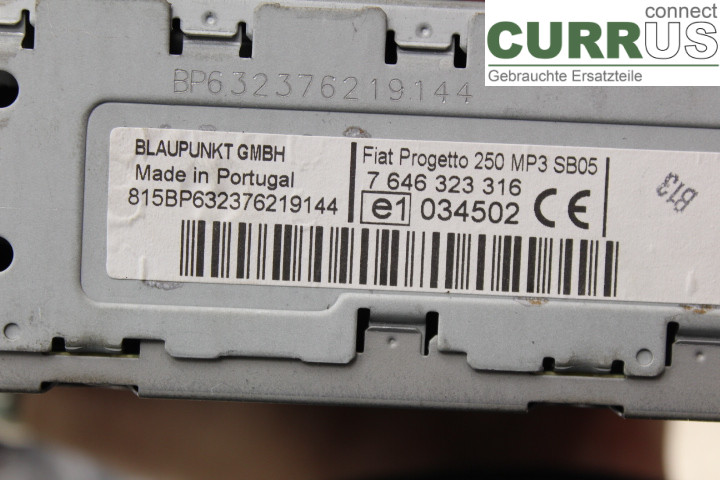 connect
CURRUS
Gebrauchte Ersatzteile
BP632376219144
BLAUPUNKT GMBH
Made in Portugal
815BP632376219144
Fiat Progetto 250 MP3 SB05
7 646 323 316
e1 034502 CE
B13